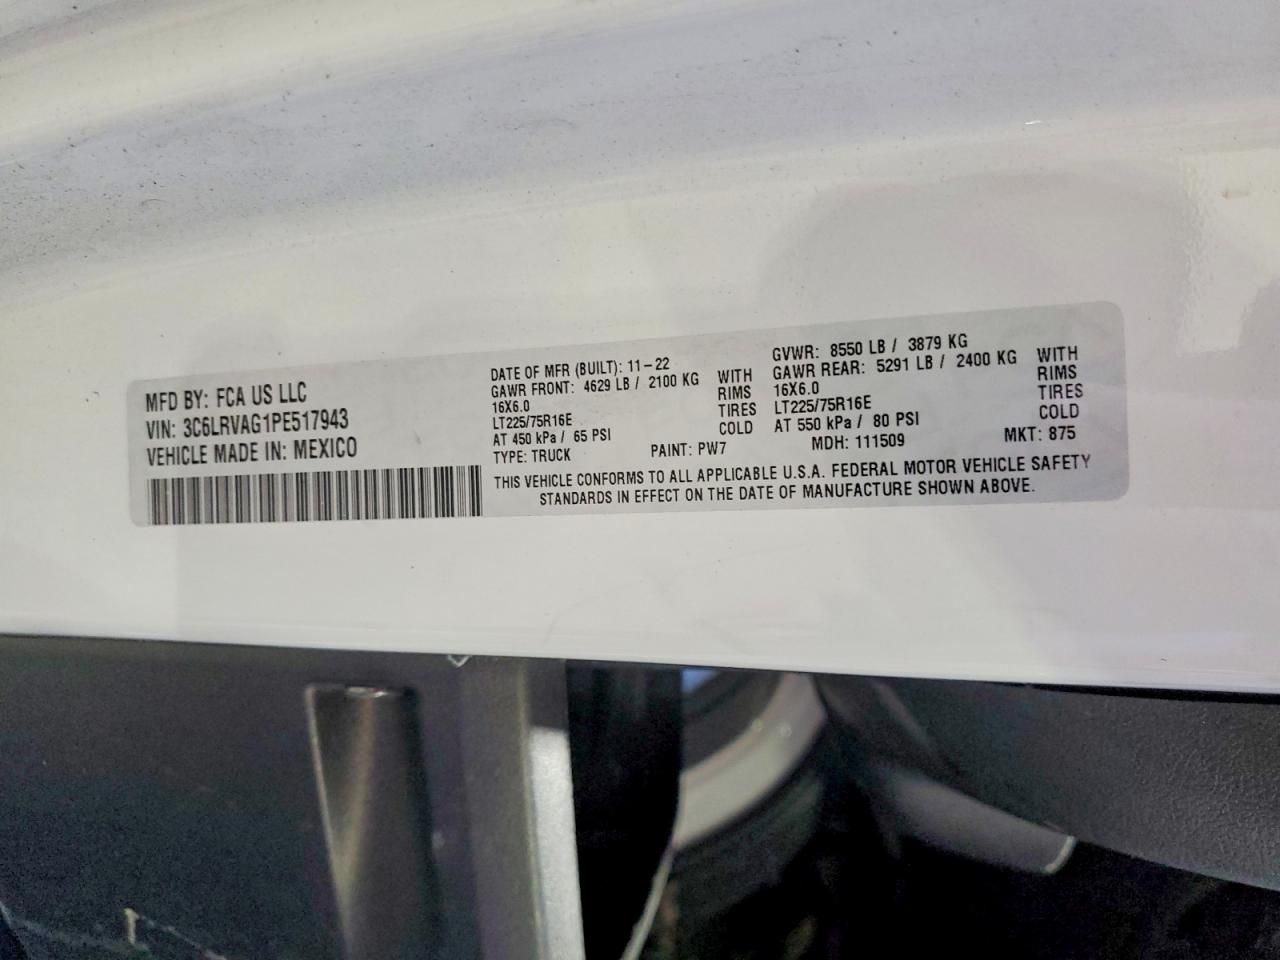 MFD BY: FCA US LLC
VIN: 3C6LRVAG1PE517943
VEHICLE MADE IN: MEXICO
DATE OF MFR (BUILT): 11-22
GAWR FRONT: 4629 LB / 2100 KG WITH
16X6.0 RIMS
LT225/75R16E TIRES
AT 450 kPa / 65 PSI COLD
TYPE: TRUCK PAINT: PW7
GVWR: 8550 LB / 3879 KG
GAWR REAR: 5291 LB / 2400 KG WITH
16X6.0 RIMS
LT225/75R16E TIRES
AT 550 kPa / 80 PSI COLD
MDH: 111509 MKT: 875
THIS VEHICLE CONFORMS TO ALL APPLICABLE U.S.A. FEDERAL MOTOR VEHICLE SAFETY
STANDARDS IN EFFECT ON THE DATE OF MANUFACTURE SHOWN ABOVE.